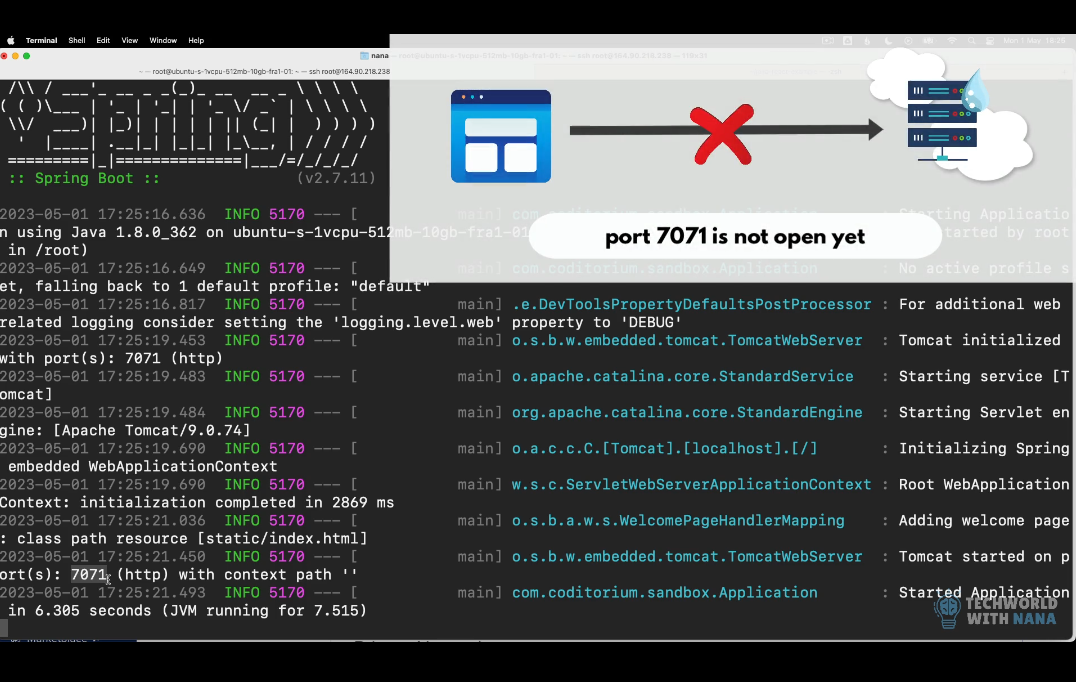 Terminal Shell Edit View Window Help
nana — root@ubuntu-s-1vcpu-512mb-10gb-fra1-01: ~ — ssh root@164.90.218.238
~ — root@ubuntu-s-1vcpu-512mb-10gb-fra1-01: ~ — ssh root@164.90.218.238
:: Spring Boot :: (v2.7.11)
port 7071 is not open yet
2023-05-01 17:25:16.636 INFO 5170 --- [ main] com.coditorium.sandbox.Application : Starting Applicatio
n using Java 1.8.0_362 on ubuntu-s-1vcpu-512mb-10gb-fra1-01 started by root
in /root)
2023-05-01 17:25:16.649 INFO 5170 --- [ main] com.coditorium.sandbox.Application : No active profile s
et, falling back to 1 default profile: "default"
2023-05-01 17:25:16.817 INFO 5170 --- [ main] .e.DevToolsPropertyDefaultsPostProcessor : For additional web
related logging consider setting the 'logging.level.web' property to 'DEBUG'
2023-05-01 17:25:19.453 INFO 5170 --- [ main] o.s.b.w.embedded.tomcat.TomcatWebServer : Tomcat initialized
with port(s): 7071 (http)
2023-05-01 17:25:19.483 INFO 5170 --- [ main] o.apache.catalina.core.StandardService : Starting service [T
omcat]
2023-05-01 17:25:19.484 INFO 5170 --- [ main] org.apache.catalina.core.StandardEngine : Starting Servlet en
gine: [Apache Tomcat/9.0.74]
2023-05-01 17:25:19.690 INFO 5170 --- [ main] o.a.c.c.C.[Tomcat].[localhost].[/] : Initializing Spring
embedded WebApplicationContext
2023-05-01 17:25:19.690 INFO 5170 --- [ main] w.s.c.ServletWebServerApplicationContext : Root WebApplication
Context: initialization completed in 2869 ms
2023-05-01 17:25:21.036 INFO 5170 --- [ main] o.s.b.a.w.s.WelcomePageHandlerMapping : Adding welcome page
: class path resource [static/index.html]
2023-05-01 17:25:21.450 INFO 5170 --- [ main] o.s.b.w.embedded.tomcat.TomcatWebServer : Tomcat started on p
ort(s): 7071 (http) with context path ''
2023-05-01 17:25:21.493 INFO 5170 --- [ main] com.coditorium.sandbox.Application : Started Application
in 6.305 seconds (JVM running for 7.515)
TECHWORLD
WITH NANA